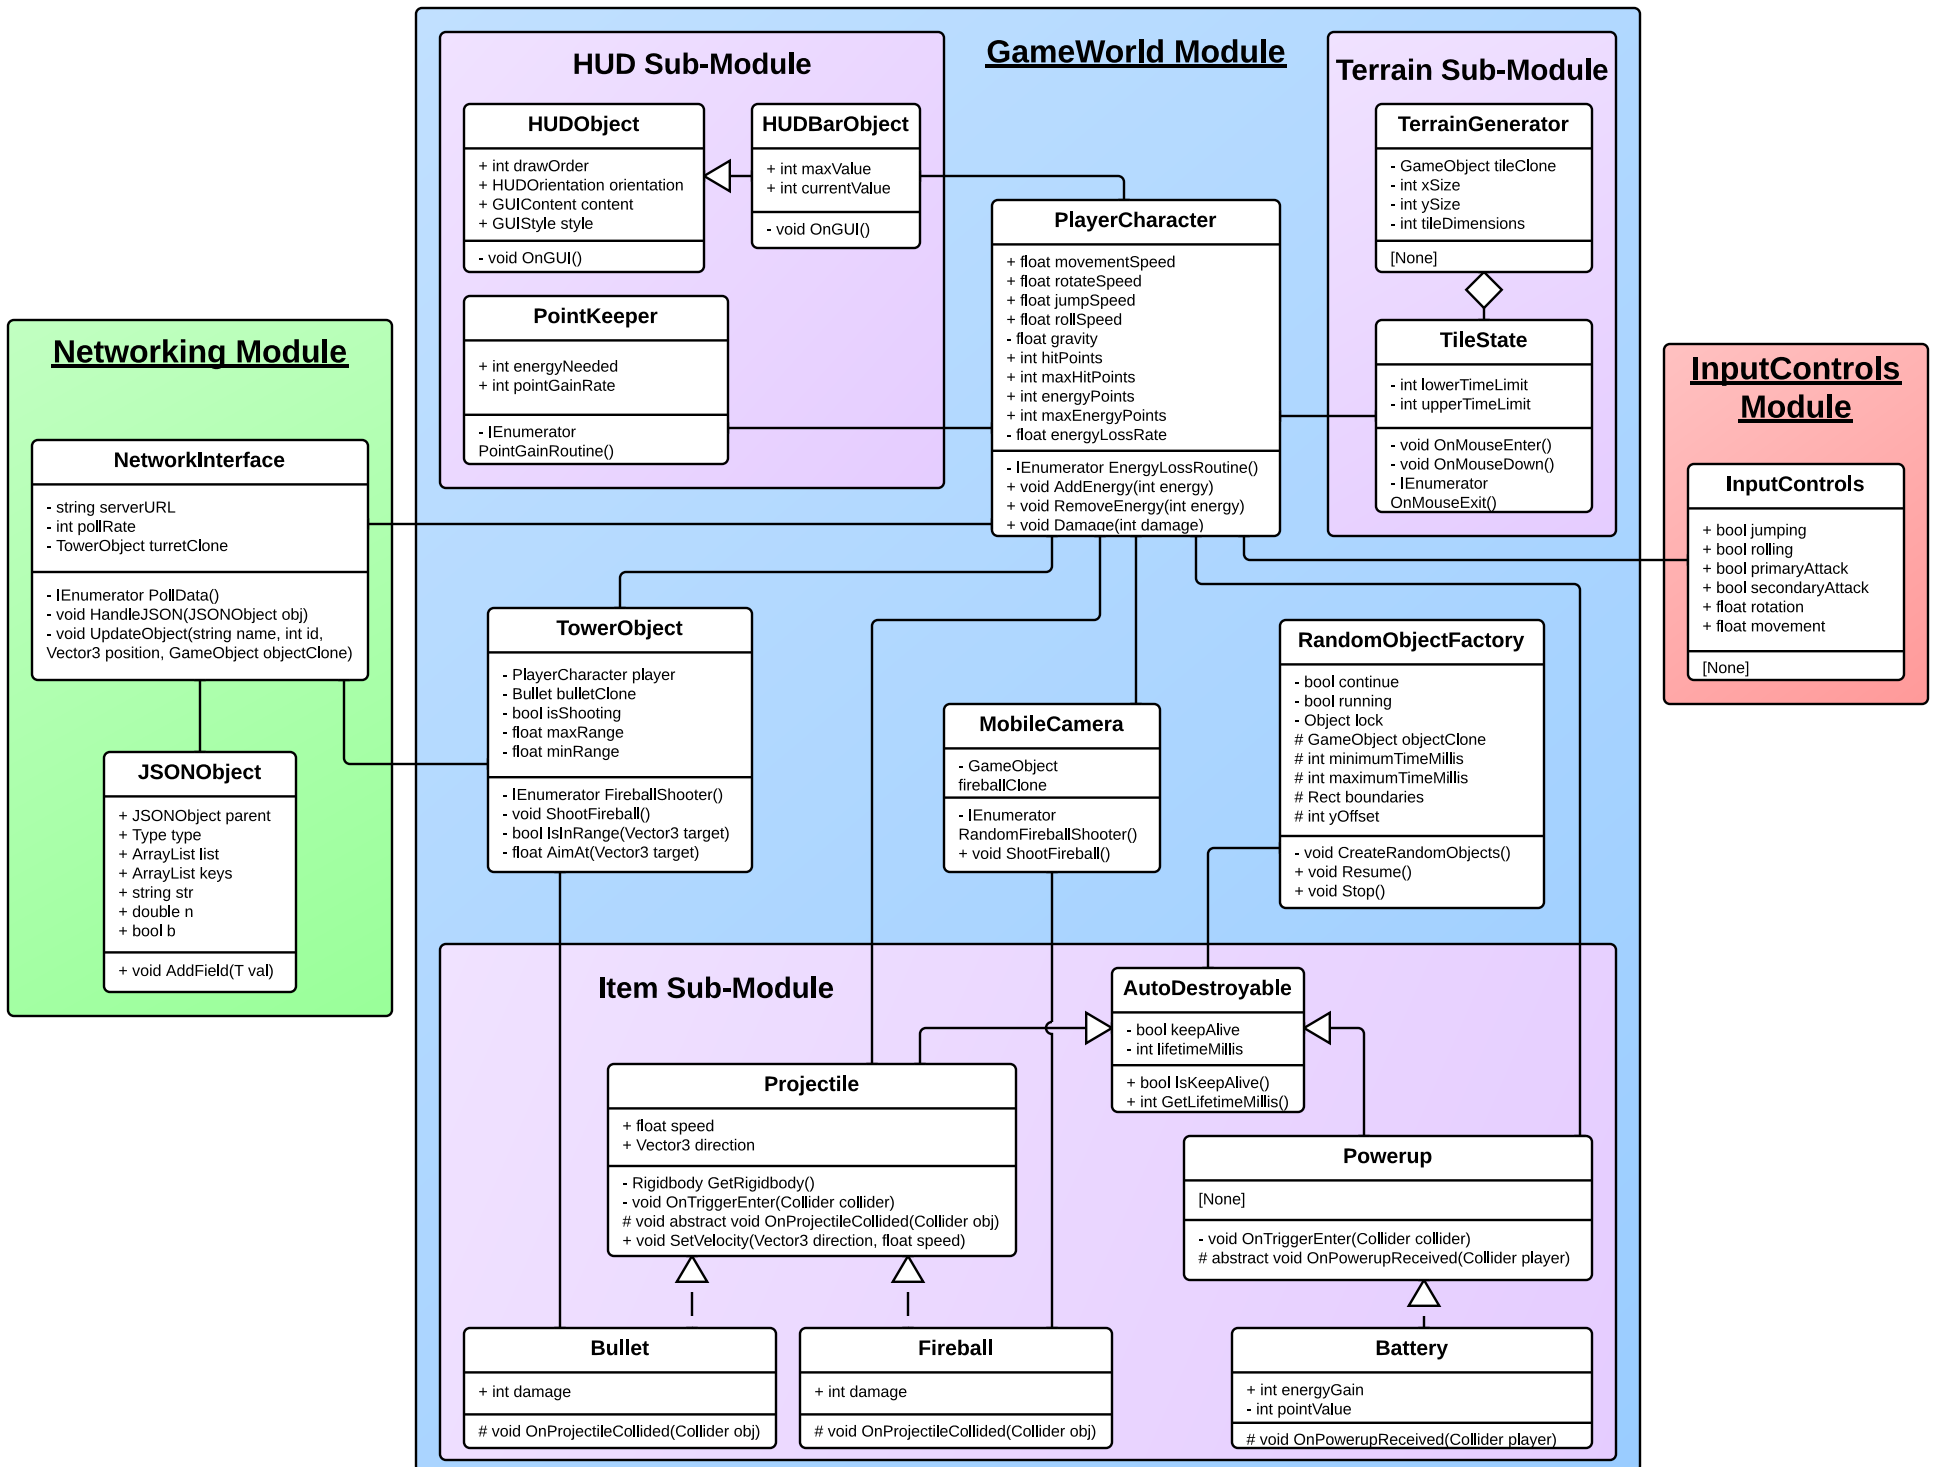 GameWorld Module
HUD Sub-Module
HUDObject
+ int drawOrder
+ HUDOrientation orientation
+ GUIContent content
+ GUIStyle style
- void OnGUI()
HUDBarObject
+ int maxValue
+ int currentValue
- void OnGUI()
PointKeeper
+ int energyNeeded
+ int pointGainRate
- IEnumerator
PointGainRoutine()
PlayerCharacter
+ float movementSpeed
+ float rotateSpeed
+ float jumpSpeed
+ float rollSpeed
- float gravity
+ int hitPoints
+ int maxHitPoints
+ int energyPoints
+ int maxEnergyPoints
- float energyLossRate
- IEnumerator EnergyLossRoutine()
+ void AddEnergy(int energy)
+ void RemoveEnergy(int energy)
+ void Damage(int damage)
Terrain Sub-Module
TerrainGenerator
- GameObject tileClone
- int xSize
- int ySize
- int tileDimensions
[None]
TileState
- int lowerTimeLimit
- int upperTimeLimit
- void OnMouseEnter()
- void OnMouseDown()
- IEnumerator
OnMouseExit()
Networking Module
NetworkInterface
- string serverURL
- int pollRate
- TowerObject turretClone
- IEnumerator PollData()
- void HandleJSON(JSONObject obj)
- void UpdateObject(string name, int id,
Vector3 position, GameObject objectClone)
JSONObject
+ JSONObject parent
+ Type type
+ ArrayList list
+ ArrayList keys
+ string str
+ double n
+ bool b
+ void AddField(T val)
InputControls
Module
InputControls
+ bool jumping
+ bool rolling
+ bool primaryAttack
+ bool secondaryAttack
+ float rotation
+ float movement
[None]
TowerObject
- PlayerCharacter player
- Bullet bulletClone
- bool isShooting
- float maxRange
- float minRange
- IEnumerator FireballShooter()
- void ShootFireball()
- bool IsInRange(Vector3 target)
- float AimAt(Vector3 target)
MobileCamera
- GameObject
fireballClone
- IEnumerator
RandomFireballShooter()
+ void ShootFireball()
RandomObjectFactory
- bool continue
- bool running
- Object lock
# GameObject objectClone
# int minimumTimeMillis
# int maximumTimeMillis
# Rect boundaries
# int yOffset
- void CreateRandomObjects()
+ void Resume()
+ void Stop()
Item Sub-Module
AutoDestroyable
- bool keepAlive
- int lifetimeMillis
+ bool IsKeepAlive()
+ int GetLifetimeMillis()
Projectile
+ float speed
+ Vector3 direction
- Rigidbody GetRigidbody()
- void OnTriggerEnter(Collider collider)
# void abstract void OnProjectileCollided(Collider obj)
+ void SetVelocity(Vector3 direction, float speed)
Powerup
[None]
- void OnTriggerEnter(Collider collider)
# abstract void OnPowerupReceived(Collider player)
Bullet
+ int damage
# void OnProjectileCollided(Collider obj)
Fireball
+ int damage
# void OnProjectileCollided(Collider obj)
Battery
+ int energyGain
- int pointValue
# void OnPowerupReceived(Collider player)